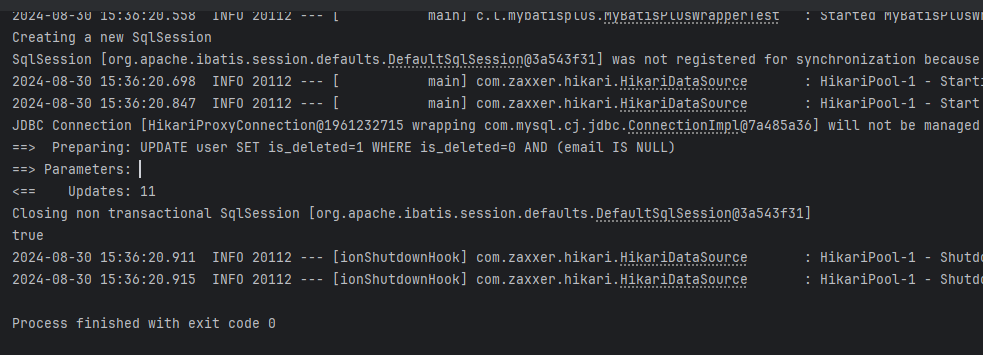 2024-08-30 15:36:20.558  INFO 20112 --- [           main] c.l.mybatisplus.MyBatisPlusWrapperTest   : Started MyBatisPlusW
Creating a new SqlSession
SqlSession [org.apache.ibatis.session.defaults.DefaultSqlSession@3a543f31] was not registered for synchronization because
2024-08-30 15:36:20.698  INFO 20112 --- [           main] com.zaxxer.hikari.HikariDataSource       : HikariPool-1 - Starti
2024-08-30 15:36:20.847  INFO 20112 --- [           main] com.zaxxer.hikari.HikariDataSource       : HikariPool-1 - Start
JDBC Connection [HikariProxyConnection@1961232715 wrapping com.mysql.cj.jdbc.ConnectionImpl@7a485a36] will not be managed
==>  Preparing: UPDATE user SET is_deleted=1 WHERE is_deleted=0 AND (email IS NULL)
==> Parameters:
<==    Updates: 11
Closing non transactional SqlSession [org.apache.ibatis.session.defaults.DefaultSqlSession@3a543f31]
true
2024-08-30 15:36:20.911  INFO 20112 --- [ionShutdownHook] com.zaxxer.hikari.HikariDataSource       : HikariPool-1 - Shutdo
2024-08-30 15:36:20.915  INFO 20112 --- [ionShutdownHook] com.zaxxer.hikari.HikariDataSource       : HikariPool-1 - Shutdo
Process finished with exit code 0